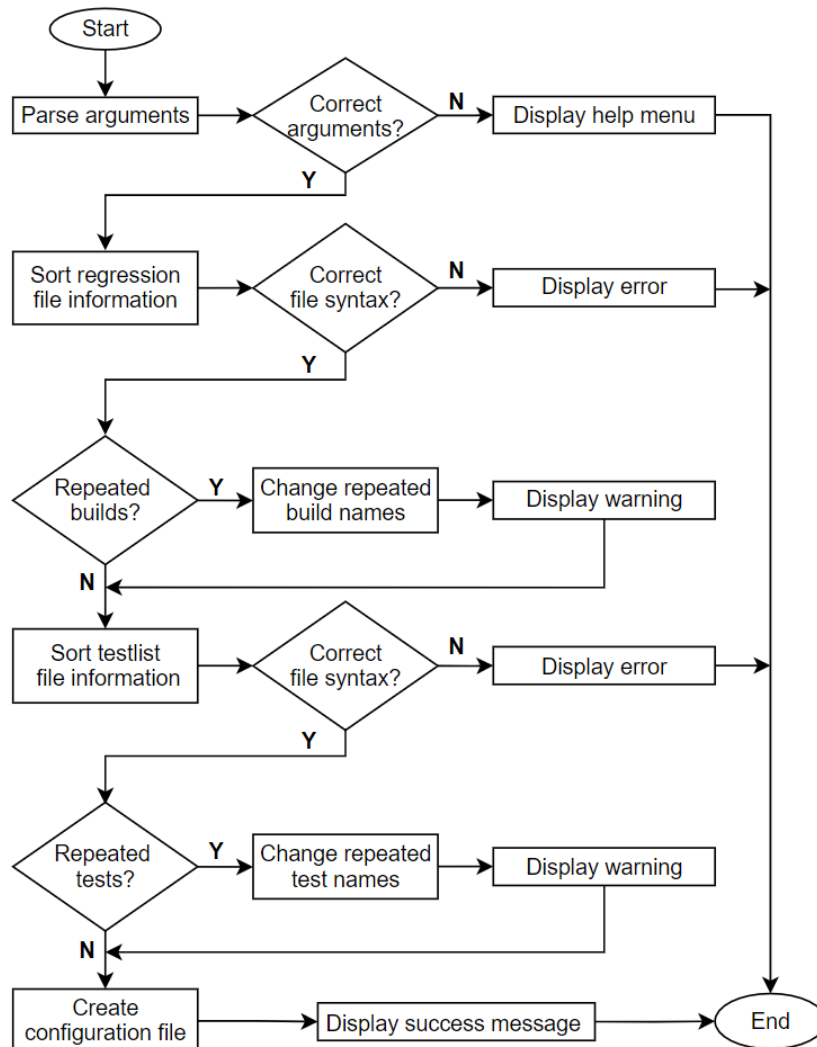 Start
Parse arguments
Correct
arguments?
N
Display help menu
Y
Sort regression
file information
Correct
file syntax?
N
Display error
Y
Repeated
builds?
Y
Change repeated
build names
Display warning
N
Sort testlist
file information
Correct
file syntax?
N
Display error
Y
Repeated
tests?
Y
Change repeated
test names
Display warning
N
Create
configuration file
Display success message
End